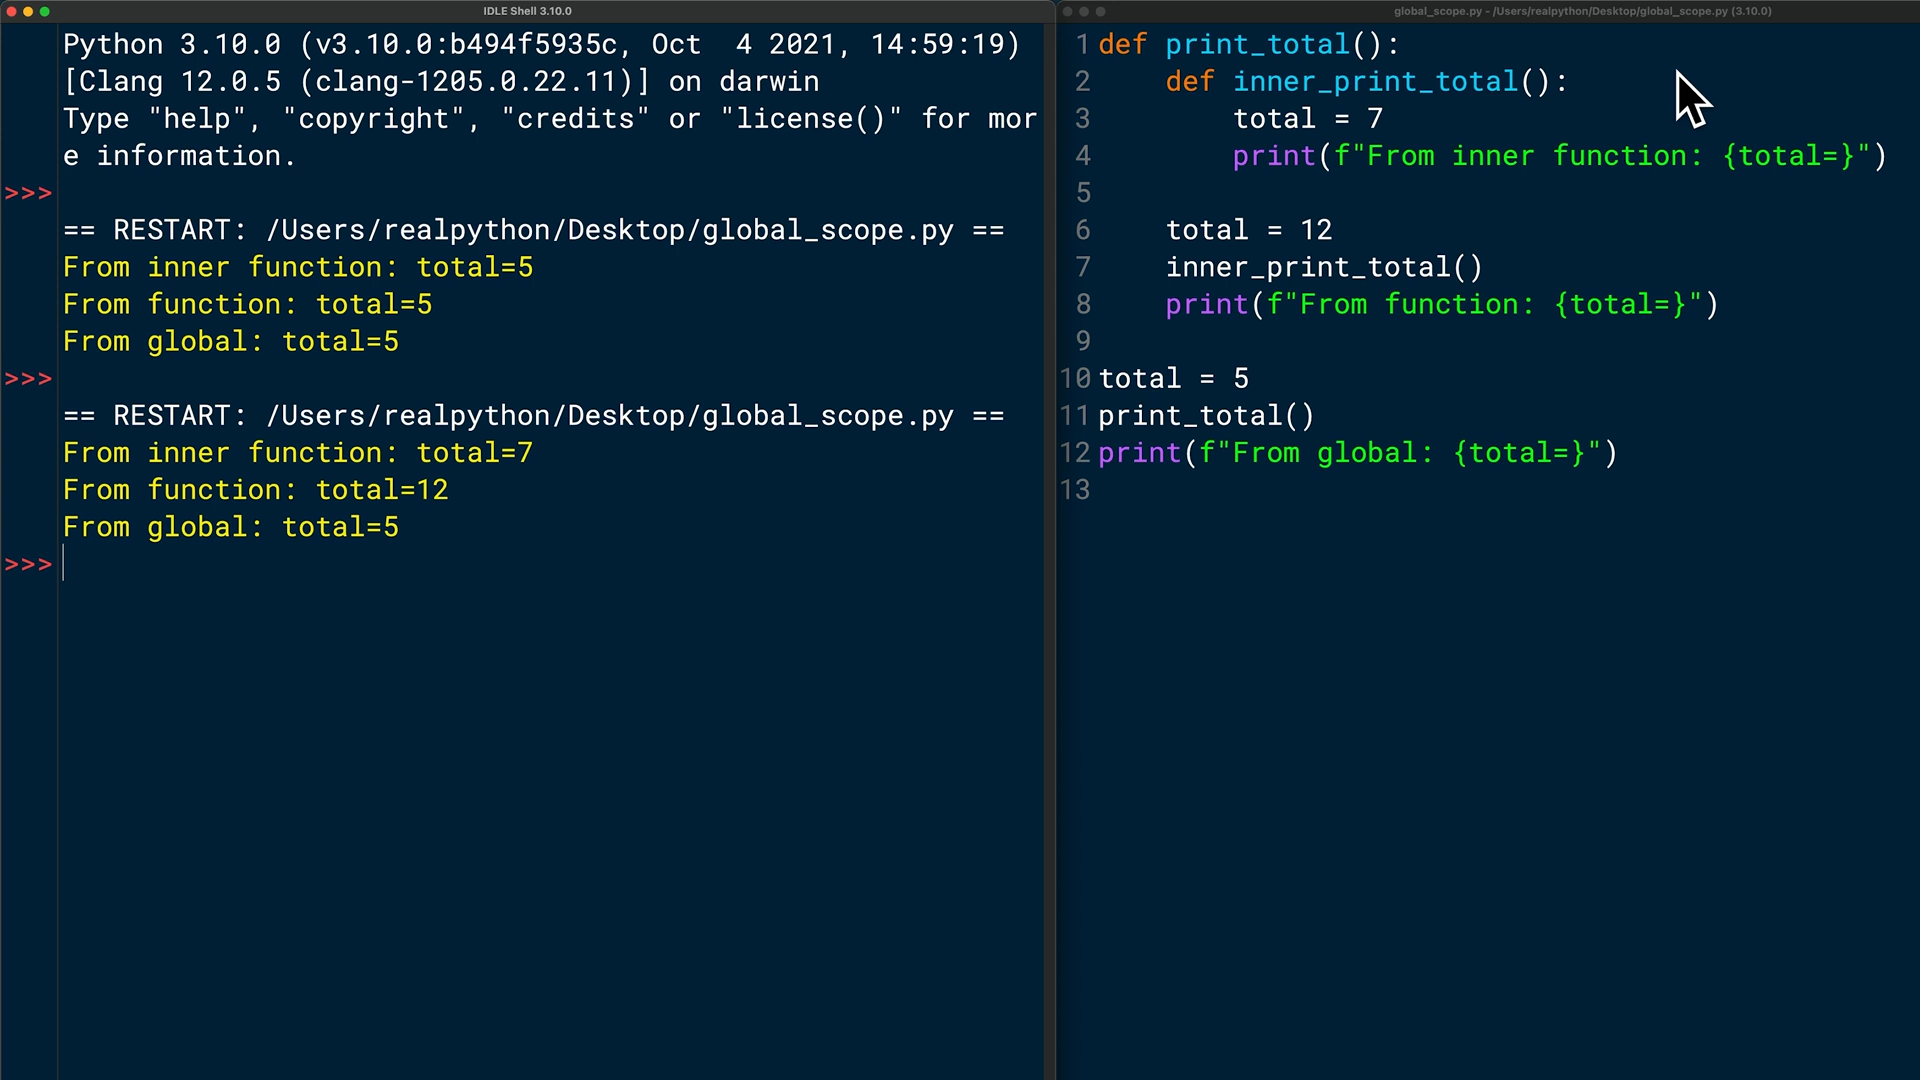 IDLE Shell 3.10.0
Python 3.10.0 (v3.10.0:b494f5935c, Oct  4 2021, 14:59:19)
[Clang 12.0.5 (clang-1205.0.22.11)] on darwin
Type "help", "copyright", "credits" or "license()" for mor
e information.
>>>
== RESTART: /Users/realpython/Desktop/global_scope.py ==
From inner function: total=5
From function: total=5
From global: total=5
>>>
== RESTART: /Users/realpython/Desktop/global_scope.py ==
From inner function: total=7
From function: total=12
From global: total=5
>>>
global_scope.py - /Users/realpython/Desktop/global_scope.py (3.10.0)
1 def print_total():
2     def inner_print_total():
3         total = 7
4         print(f"From inner function: {total=}")
5
6     total = 12
7     inner_print_total()
8     print(f"From function: {total=}")
9
10 total = 5
11 print_total()
12 print(f"From global: {total=}")
13